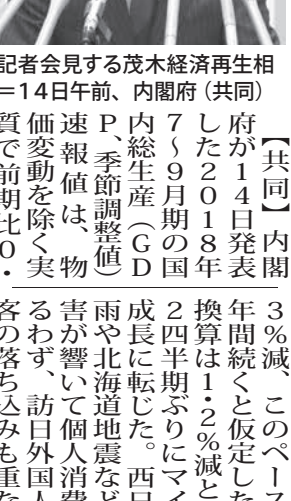 記者会見する茂木経済再生相
=14日午前、内閣府(共同)
【共同】内閣
府が14日発表
した2018年
7〜9月期の国
内総生産(GD
P、季節調整値)
速報値は、物
価変動を除く実
質で前期比0・
3%減、このペース
年間続くと仮定した
換算は1・2%減と
2四半期ぶりにマイ
成長に転じた。西日
雨や北海道地震など
害が響いて個人消費
るわず、訪日外国人
客の落ち込みも重な